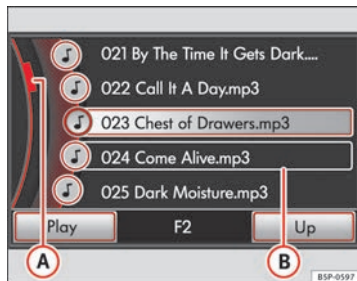 021 By The Time It Gets Dark....
022 Call It A Day.mp3
023 Chest of Drawers.mp3
024 Come Alive.mp3
025 Dark Moisture.mp3
Play F2 Up
A B
BSP-0597